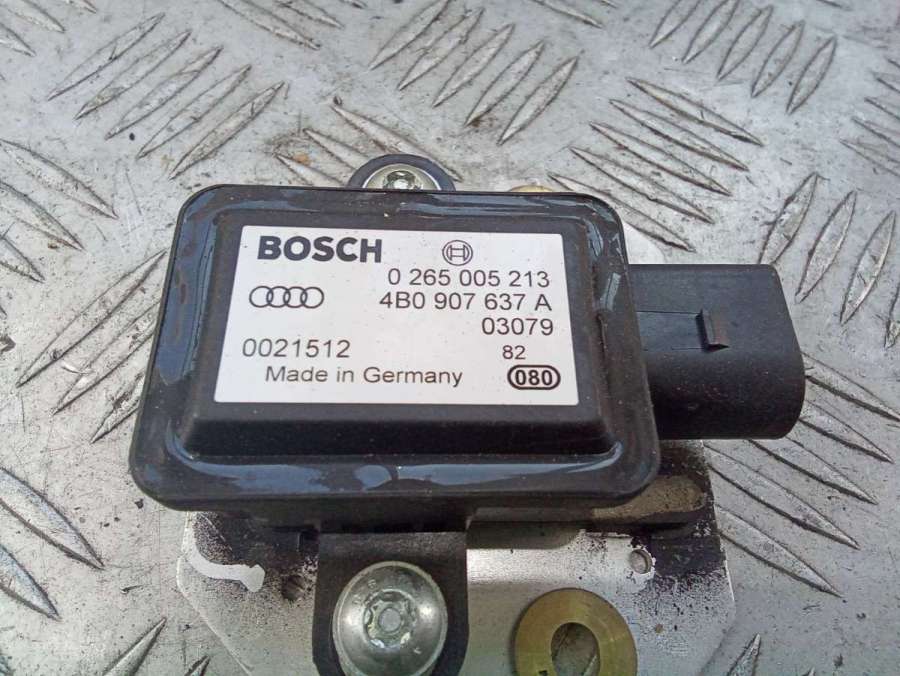 BOSCH
0 265 005 213
4B0 907 637 A
03079
0021512 82
Made in Germany 080